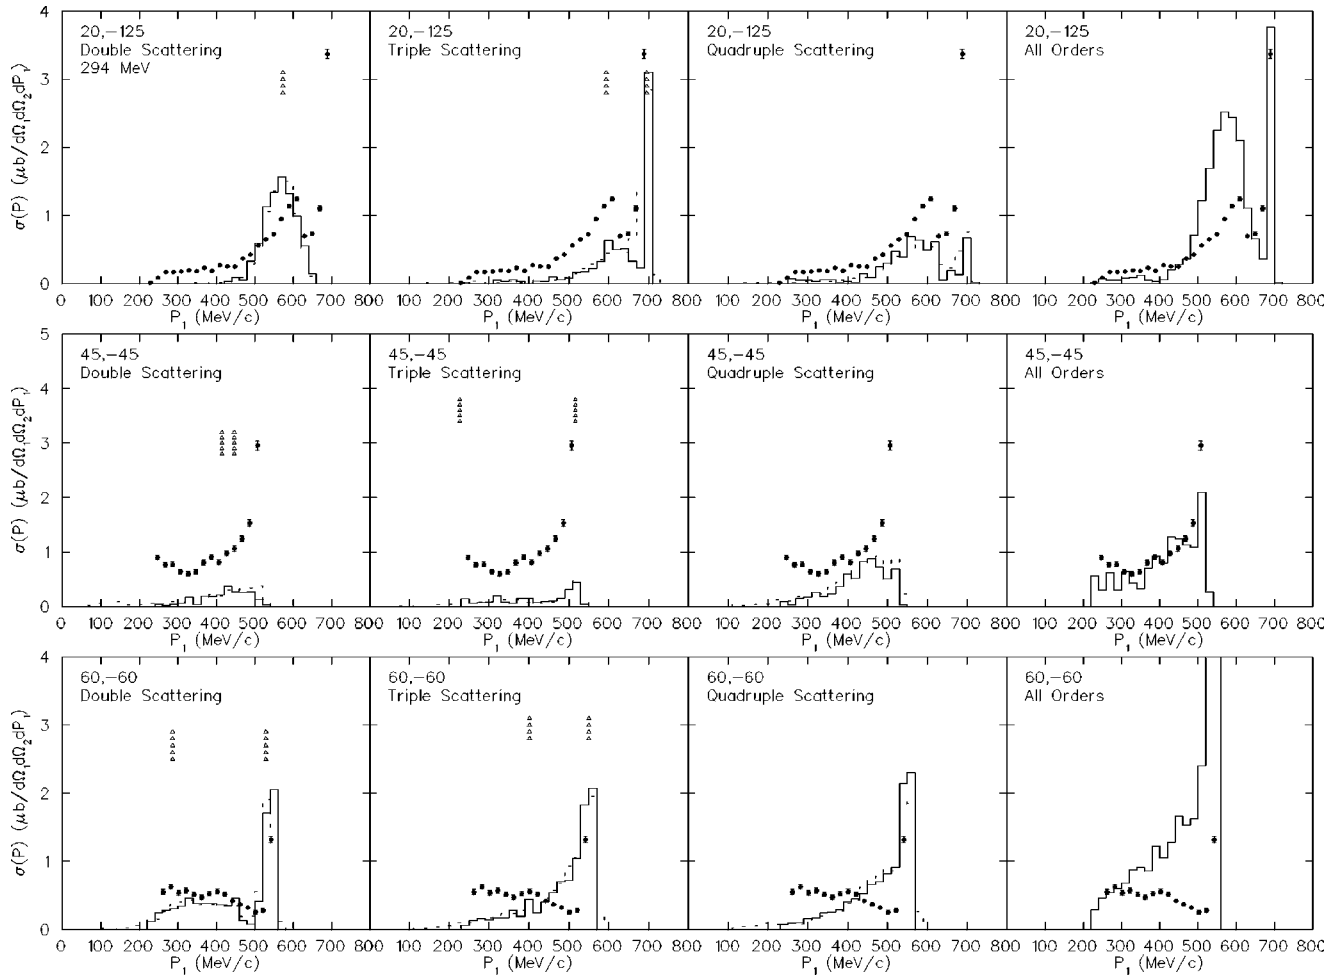 20,-125
Double Scattering
294 MeV
20,-125
Triple Scattering
20,-125
Quadruple Scattering
20,-125
All Orders
σ(P) (μb/dΩ₁dΩ₂dP₁)
4
3
2
1
0
0 100 200 300 400 500 600 700 800
100 200 300 400 500 600 700 800
100 200 300 400 500 600 700 800
100 200 300 400 500 600 700 800
P₁ (MeV/c)
P₁ (MeV/c)
P₁ (MeV/c)
P₁ (MeV/c)
45,-45
Double Scattering
45,-45
Triple Scattering
45,-45
Quadruple Scattering
45,-45
All Orders
σ(P) (μb/dΩ₁dΩ₂dP₁)
5
4
3
2
1
0
0 100 200 300 400 500 600 700 800
100 200 300 400 500 600 700 800
100 200 300 400 500 600 700 800
100 200 300 400 500 600 700 800
P₁ (MeV/c)
P₁ (MeV/c)
P₁ (MeV/c)
P₁ (MeV/c)
60,-60
Double Scattering
60,-60
Triple Scattering
60,-60
Quadruple Scattering
60,-60
All Orders
σ(P) (μb/dΩ₁dΩ₂dP₁)
4
3
2
1
0
0 100 200 300 400 500 600 700 800
100 200 300 400 500 600 700 800
100 200 300 400 500 600 700 800
100 200 300 400 500 600 700 800
P₁ (MeV/c)
P₁ (MeV/c)
P₁ (MeV/c)
P₁ (MeV/c)